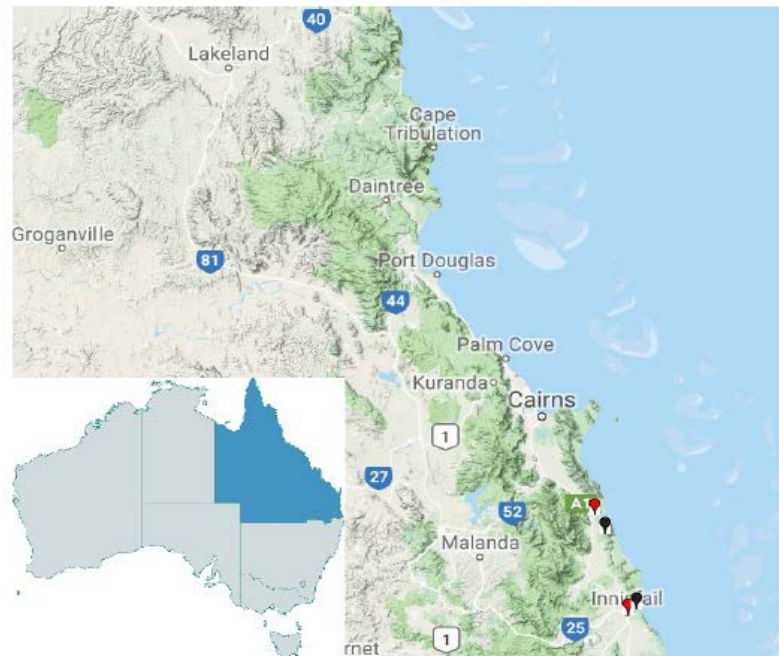 40
Lakeland
Cape
Tribulation
Daintree
Groganville
81
Port Douglas
44
Palm Cove
Kuranda
Cairns
1
27
A1
52
Malanda
Innisfail
25
1
rnet